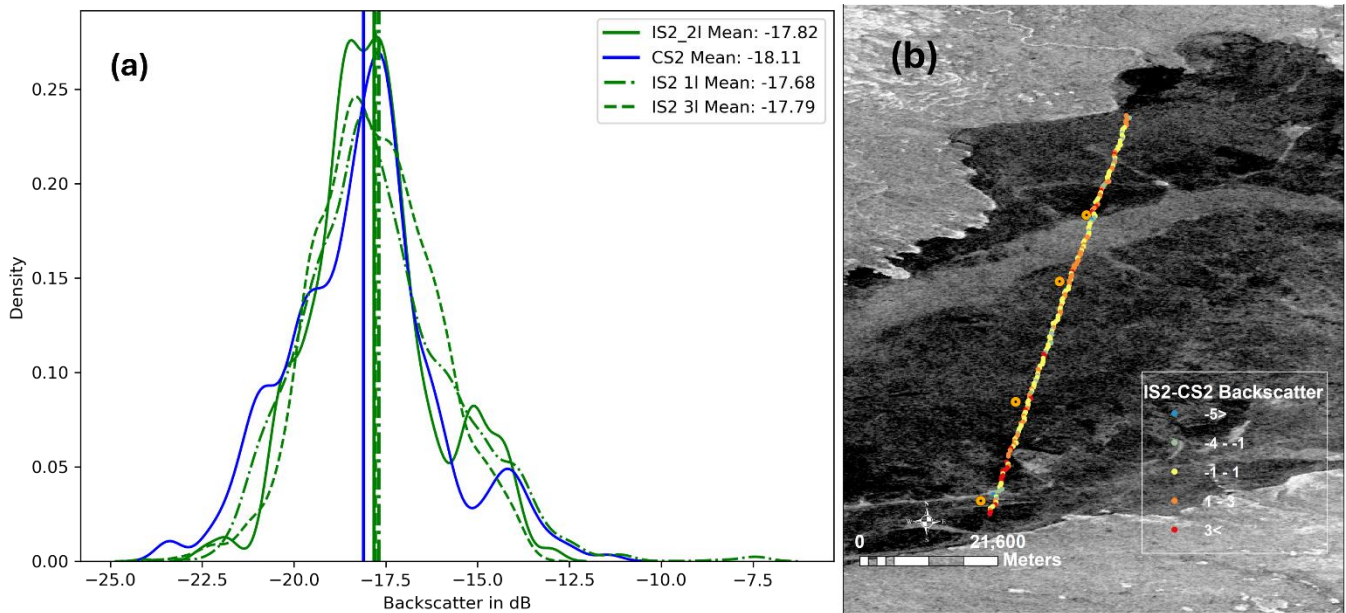 (a)
IS2_2l Mean: -17.82
CS2 Mean: -18.11
IS2 1l Mean: -17.68
IS2 3l Mean: -17.79
Density
0.25
0.20
0.15
0.10
0.05
0.00
−25.0
−22.5
−20.0
−17.5
−15.0
−12.5
−10.0
−7.5
Backscatter in dB
(b)
IS2-CS2 Backscatter
-5>
-4 - -1
-1 - 1
1 - 3
3<
0
21,600
Meters